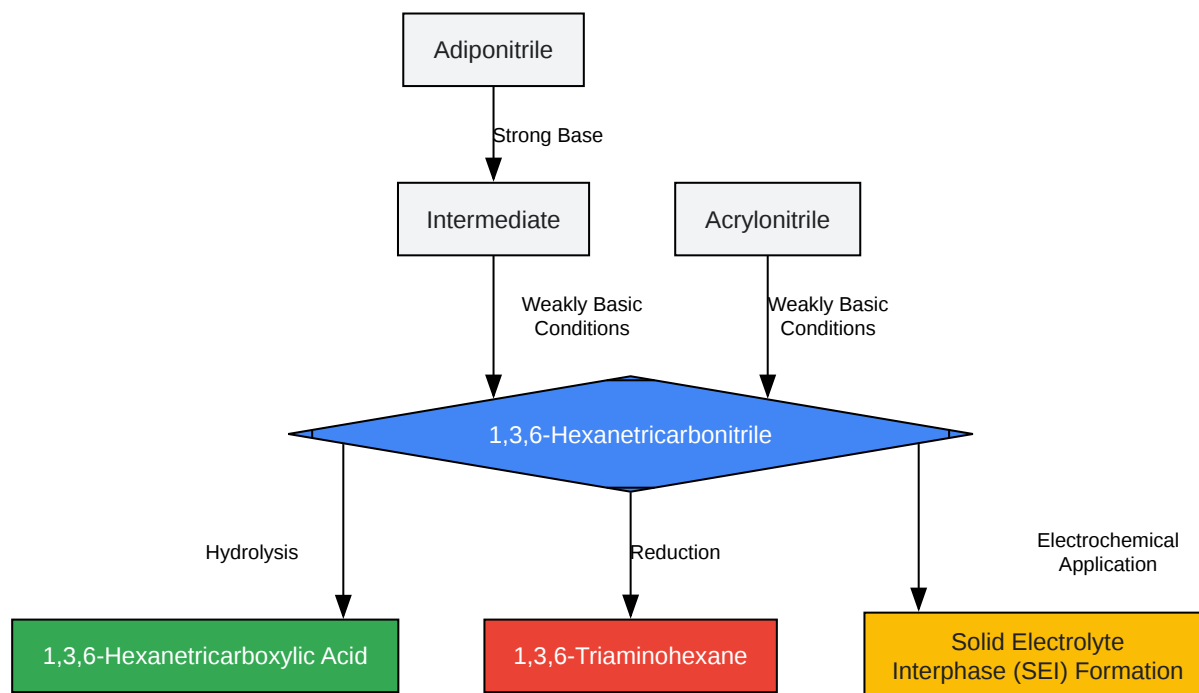 Adiponitrile
Strong Base
Intermediate
Acrylonitrile
Weakly Basic
Conditions
Weakly Basic
Conditions
1,3,6-Hexanetricarbonitrile
Hydrolysis
Reduction
Electrochemical
Application
1,3,6-Hexanetricarboxylic Acid
1,3,6-Triaminohexane
Solid Electrolyte
Interphase (SEI) Formation